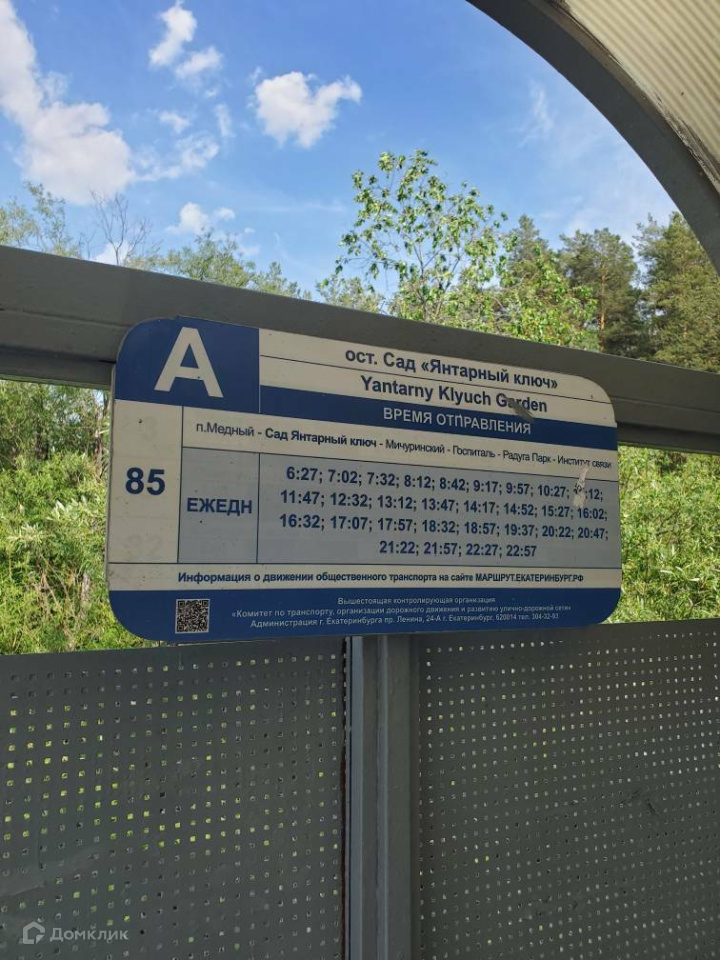 А
ост. Сад «Янтарный ключ»
Yantarny Klyuch Garden
ВРЕМЯ ОТПРАВЛЕНИЯ
п.Медный - Сад Янтарный ключ - Мичуринский - Госпиталь - Радуга Парк - Институт связи
85
ЕЖЕДН
6:27; 7:02; 7:32; 8:12; 8:42; 9:17; 9:57; 10:27;
11:47; 12:32; 13:12; 13:47; 14:17; 14:52; 15:27; 16:02;
16:32; 17:07; 17:57; 18:32; 18:57; 19:37; 20:22; 20:47;
21:22; 21:57; 22:27; 22:57
Информация о движении общественного транспорта на сайте МАРШРУТ.ЕКАТЕРИНБУРГ.РФ
Вышестоящая контролирующая организация
«Комитет по транспорту, организации дорожного движения и развитию улично-дорожной сети»
Администрация г. Екатеринбурга пр. Ленина, 24-А г. Екатеринбург, 620014 тел. 304-32-93
Домклик